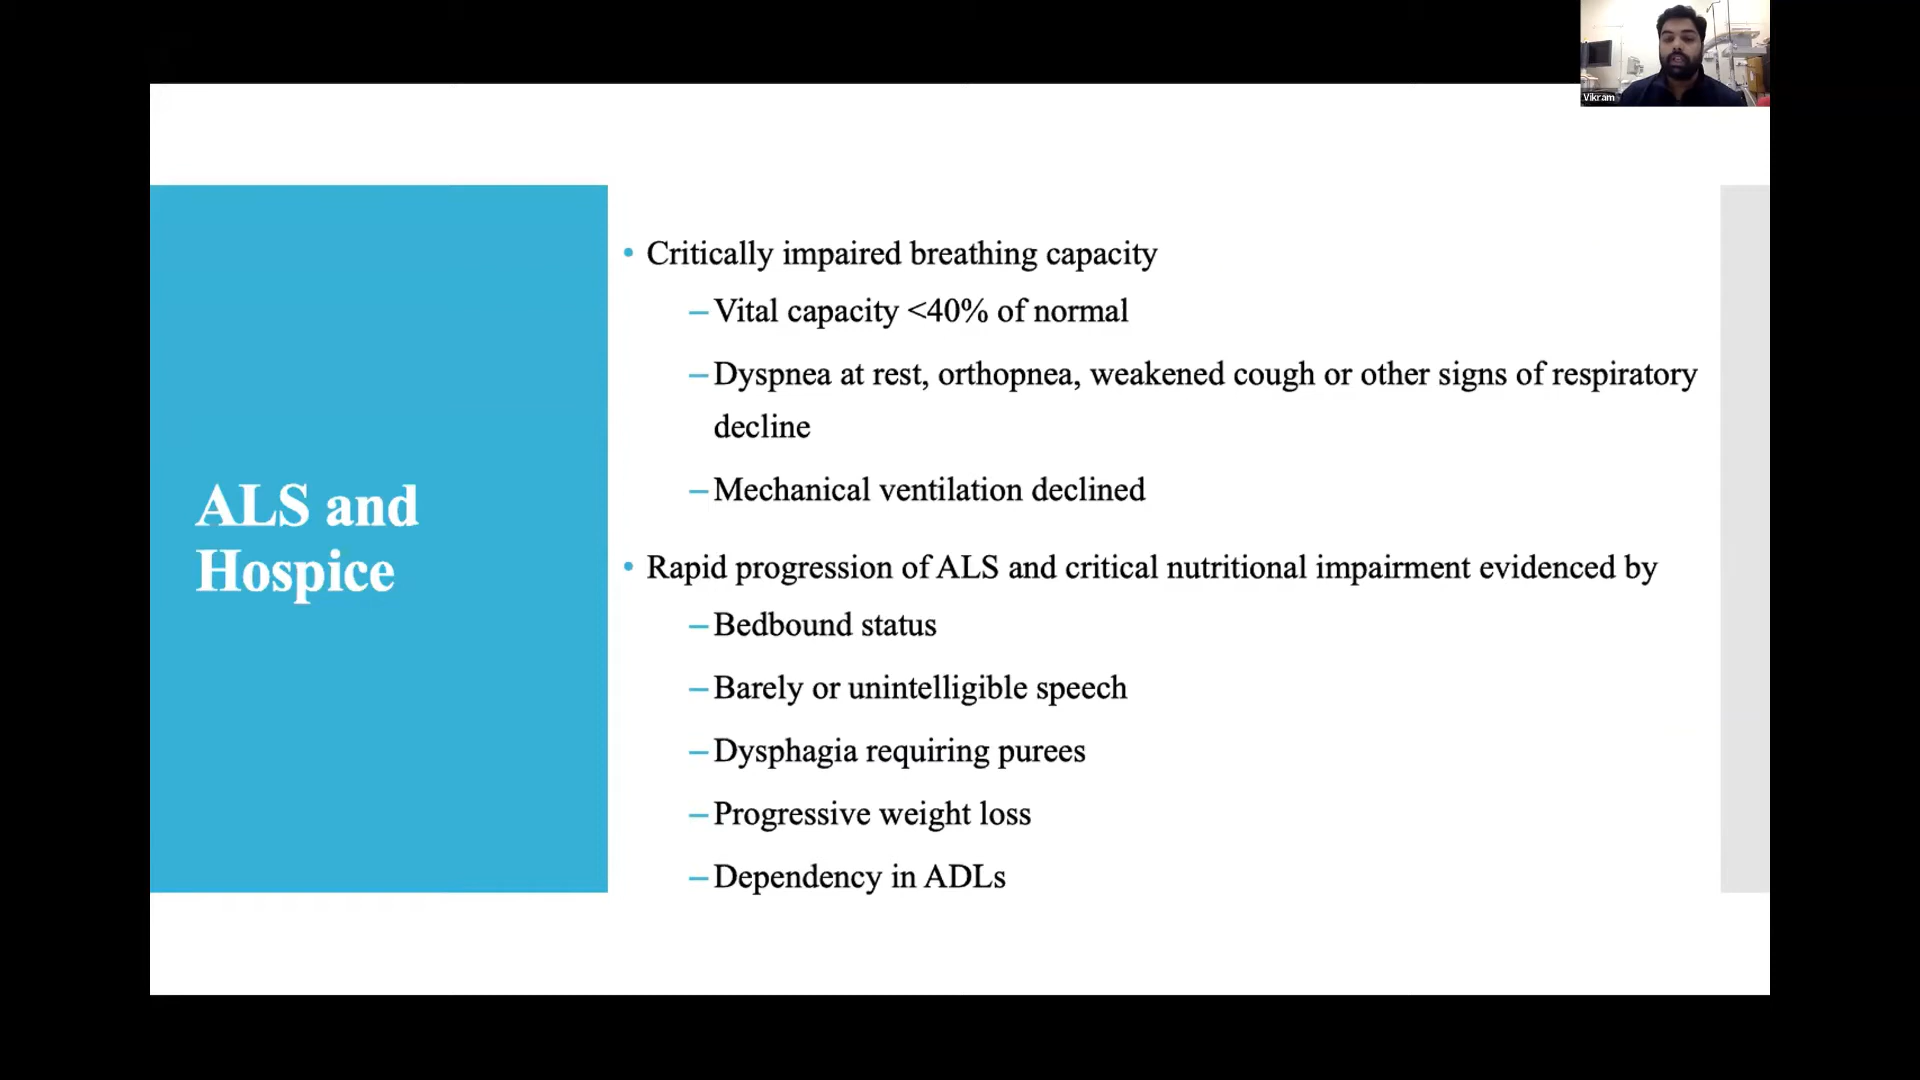 Vikram
ALS and
Hospice
• Critically impaired breathing capacity
– Vital capacity <40% of normal
– Dyspnea at rest, orthopnea, weakened cough or other signs of respiratory
decline
– Mechanical ventilation declined
• Rapid progression of ALS and critical nutritional impairment evidenced by
– Bedbound status
– Barely or unintelligible speech
– Dysphagia requiring purees
– Progressive weight loss
– Dependency in ADLs